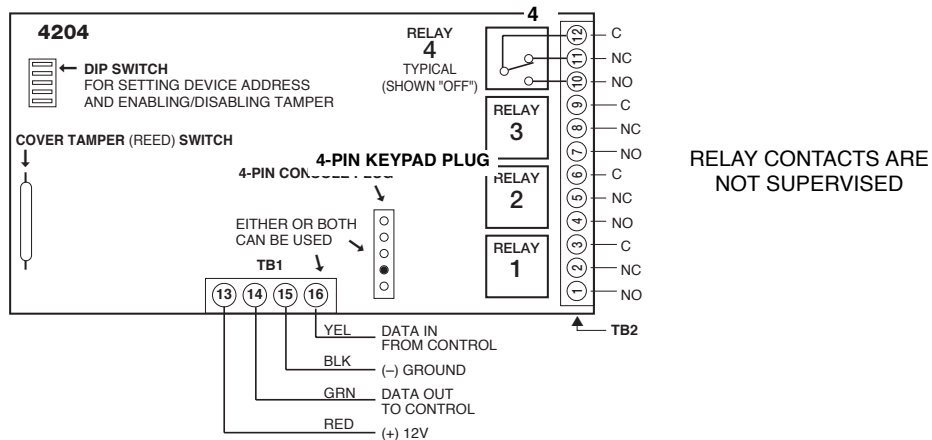 4204
DIP SWITCH
FOR SETTING DEVICE ADDRESS
AND ENABLING/DISABLING TAMPER
COVER TAMPER (REED) SWITCH
4-PIN KEYPAD PLUG
4-PIN
EITHER OR BOTH
CAN BE USED
TB1
13 14 15 16
YEL DATA IN
FROM CONTROL
BLK (–) GROUND
GRN DATA OUT
TO CONTROL
RED (+) 12V
4
RELAY
4
TYPICAL
(SHOWN "OFF")
RELAY
3
RELAY
2
RELAY
1
12 C
11 NC
10 NO
9 C
8 NC
7 NO
6 C
5 NC
4 NO
3 C
2 NC
1 NO
TB2
RELAY CONTACTS ARE
NOT SUPERVISED